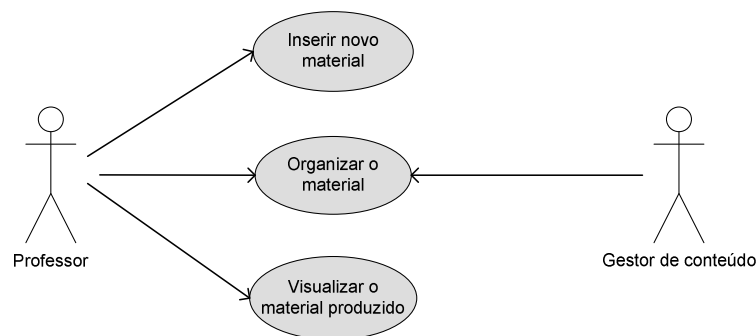 Inserir novo
material
Organizar o
material
Professor
Gestor de conteúdo
Visualizar o
material produzido